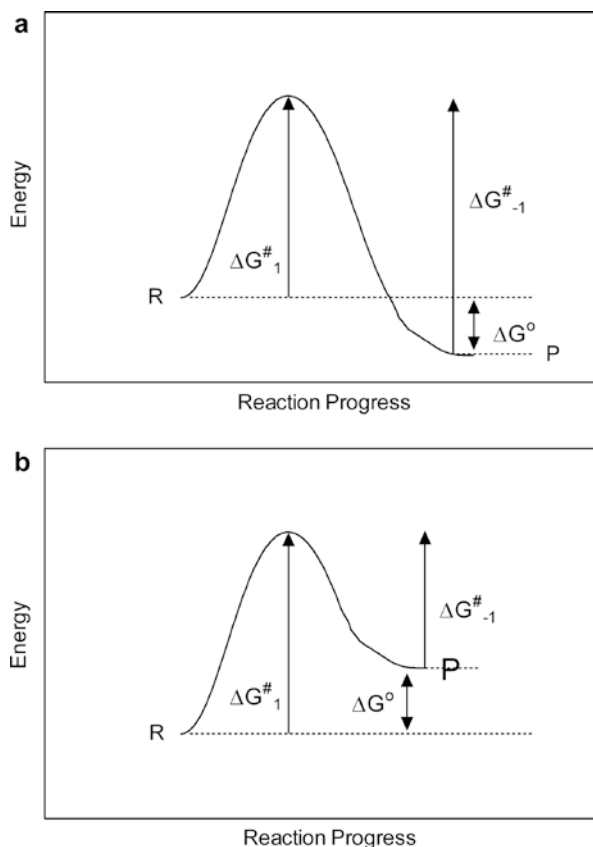 a
Energy
ΔG#-1
ΔG#1
R
ΔGo
P
Reaction Progress
b
Energy
ΔG#-1
P
ΔG#1
ΔGo
R
Reaction Progress